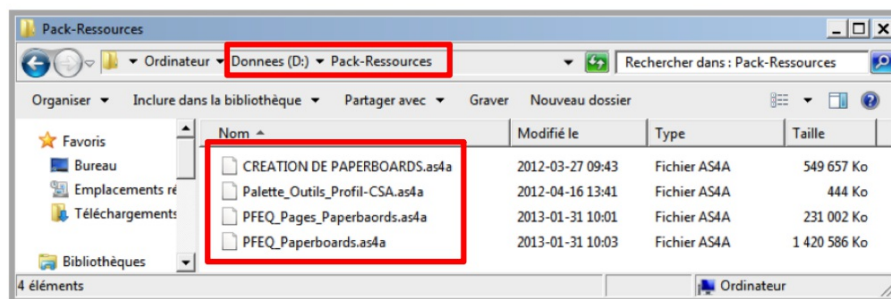 Pack-Ressources
Ordinateur Donnees (D:) Pack-Ressources Rechercher dans : Pack-Ressources
Organiser Inclure dans la bibliothèque Partager avec Graver Nouveau dossier
Favoris Nom Modifié le Type Taille
Bureau CREATION DE PAPERBOARDS.as4a 2012-03-27 09:43 Fichier AS4A 549 657 Ko
Emplacements ré Palette_Outils_Profil-CSA.as4a 2012-04-16 13:41 Fichier AS4A 444 Ko
Téléchargements PFEQ_Pages_Paperbaords.as4a 2013-01-31 10:01 Fichier AS4A 231 002 Ko
PFEQ_Paperboards.as4a 2013-01-31 10:03 Fichier AS4A 1 420 586 Ko
Bibliothèques
4 éléments Ordinateur